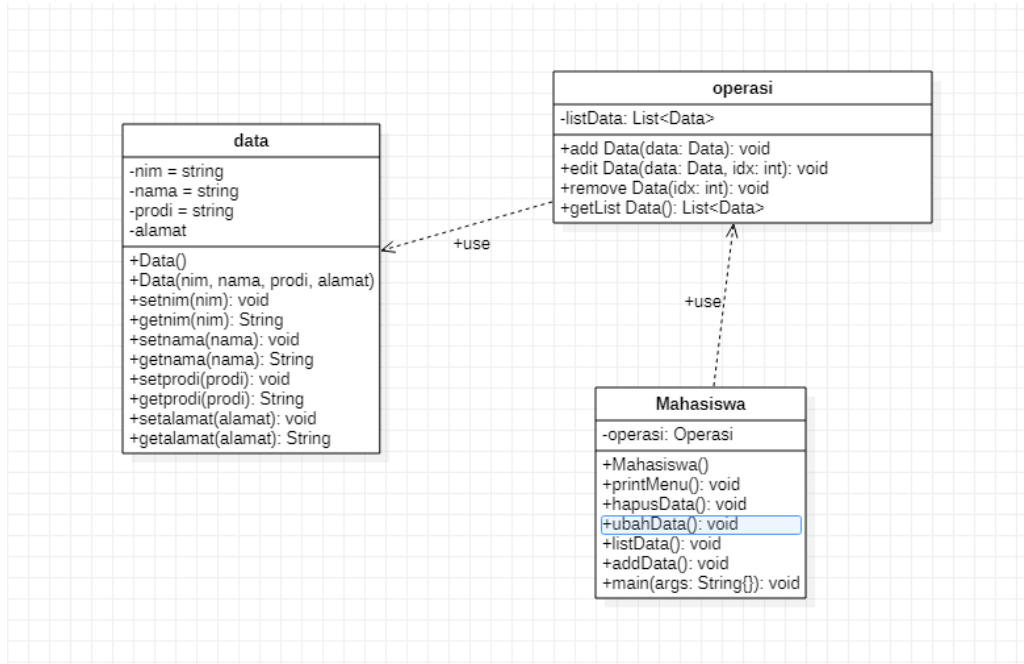 data
-nim = string
-nama = string
-prodi = string
-alamat
+Data()
+Data(nim, nama, prodi, alamat)
+setnim(nim): void
+getnim(nim): String
+setnama(nama): void
+getnama(nama): String
+setprodi(prodi): void
+getprodi(prodi): String
+setalamat(alamat): void
+getalamat(alamat): String
+use
operasi
-listData: List<Data>
+add Data(data: Data): void
+edit Data(data: Data, idx: int): void
+remove Data(idx: int): void
+getList Data(): List<Data>
+use
Mahasiswa
-operasi: Operasi
+Mahasiswa()
+printMenu(): void
+hapusData(): void
+ubahData(): void
+listData(): void
+addData(): void
+main(args: String{}): void